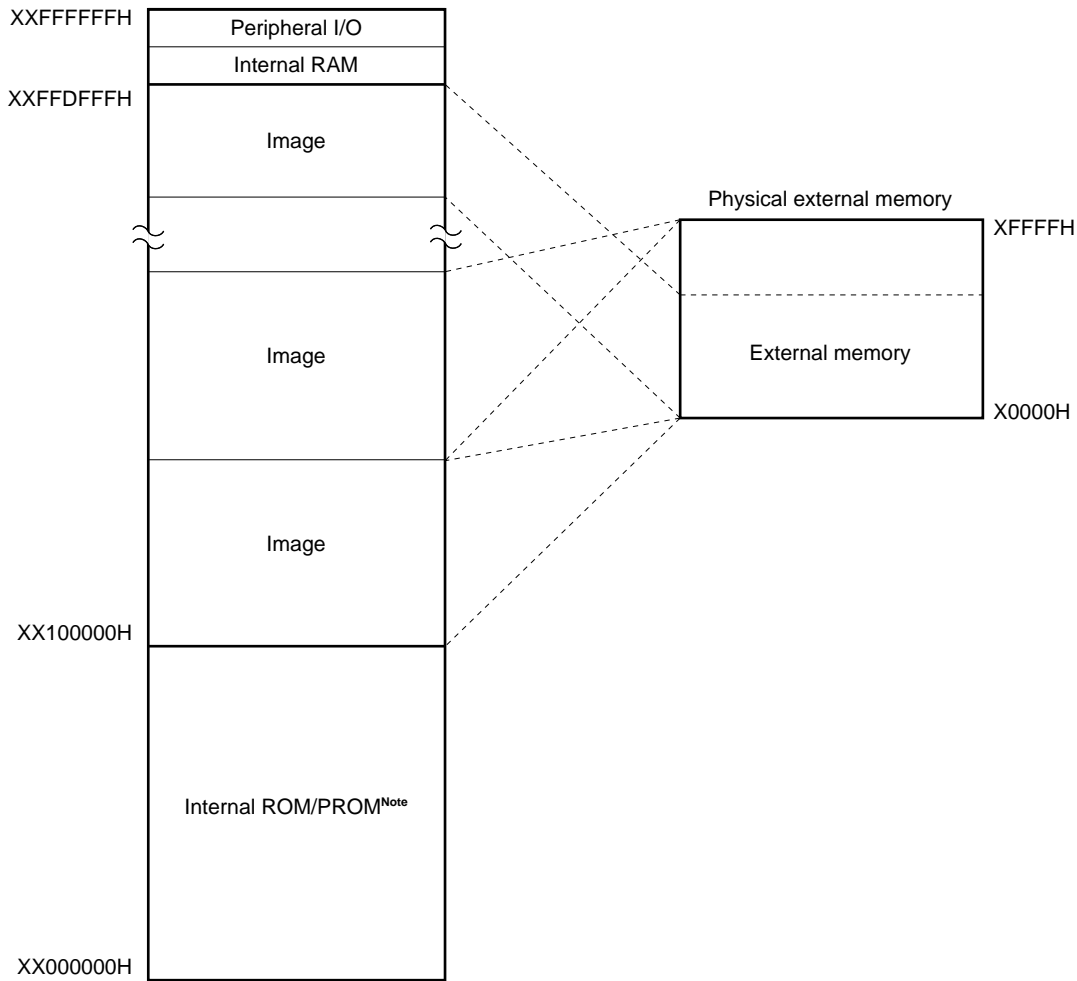 XXFFFFFFH
Peripheral I/O
Internal RAM
XXFFDFFFH
Image
Physical external memory
XFFFFH
Image
External memory
X0000H
Image
XX100000H
Internal ROM/PROMNote
XX000000H